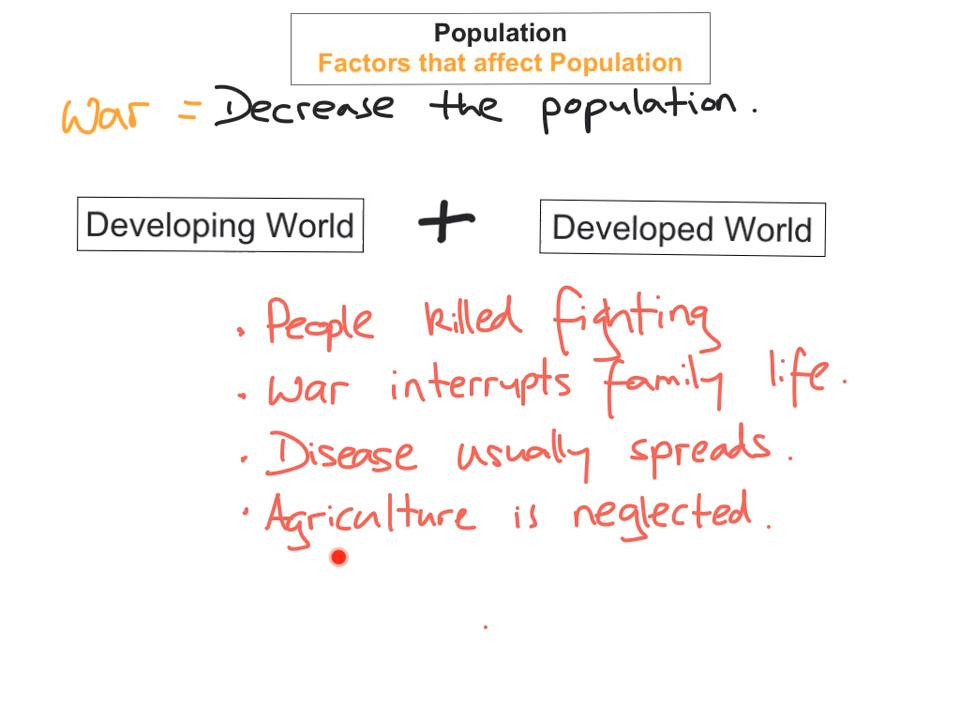 Population
Factors that affect Population
War = Decrease the population.
Developing World + Developed World
• People killed fighting
• War interrupts family life.
• Disease usually spreads.
• Agriculture is neglected.